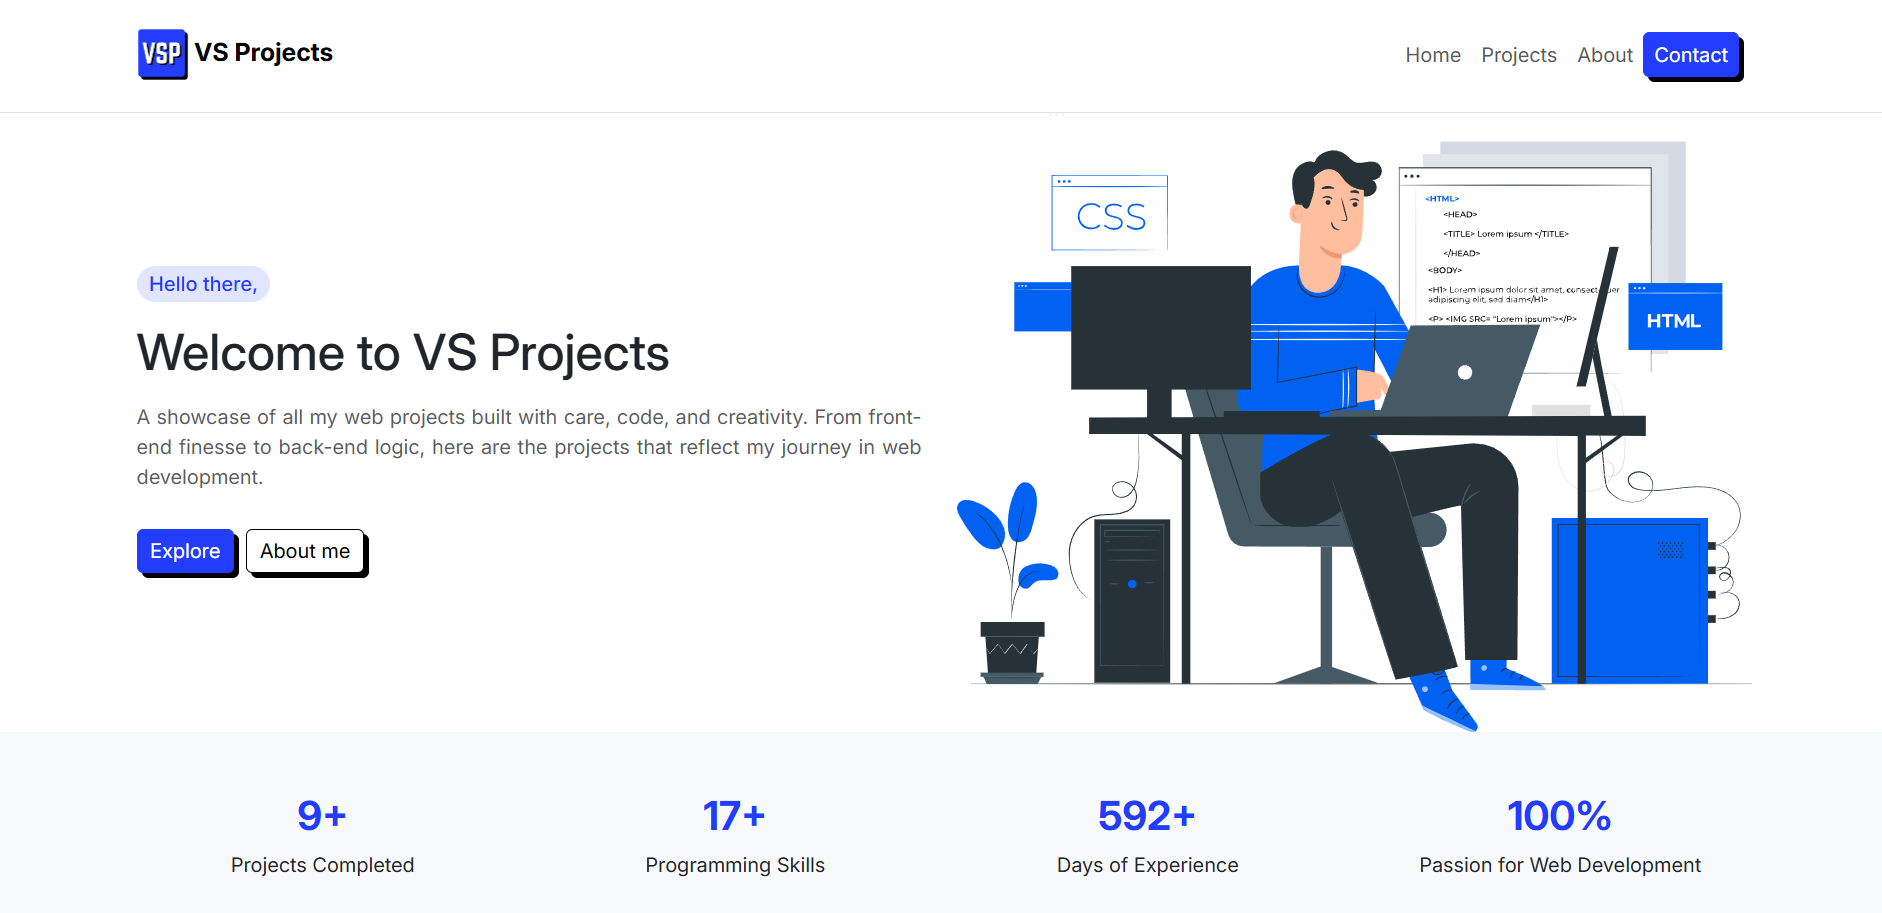 VSP VS Projects
Home Projects About Contact
Hello there,
Welcome to VS Projects
A showcase of all my web projects built with care, code, and creativity. From front-
end finesse to back-end logic, here are the projects that reflect my journey in web
development.
Explore About me
CSS
<HTML>
<HEAD>
<TITLE> Lorem ipsum </TITLE>
</HEAD>
<BODY>
<H1> Lorem ipsum dolor sit amet,
adipiscing elit, sed diam</H1>
<P> <IMG SRC= "Lorem ipsum"></P>
HTML
9+
Projects Completed
17+
Programming Skills
592+
Days of Experience
100%
Passion for Web Development